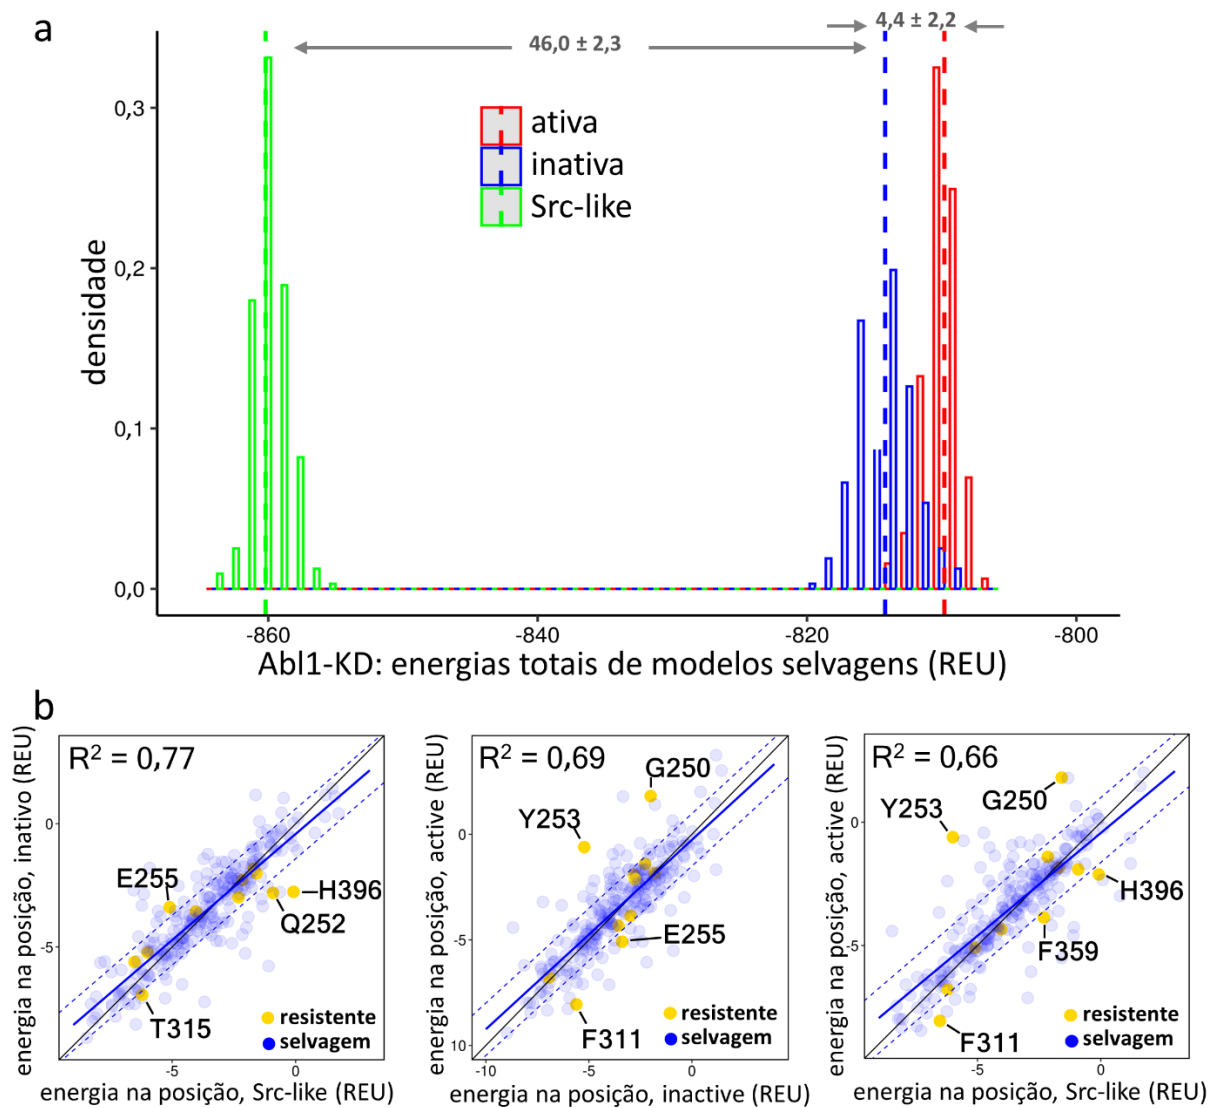 a
46,0 ± 2,3
4,4 ± 2,2
ativa
inativa
Src-like
densidade
0,3
0,2
0,1
0,0
-860
-840
-820
-800
Abl1-KD: energias totais de modelos selvagens (REU)
b
energia na posição, inativo (REU)
R² = 0,77
0
-5
E255
H396
Q252
T315
resistente
selvagem
-5
0
energia na posição, Src-like (REU)
energia na posição, active (REU)
R² = 0,69
0
-5
10
G250
Y253
E255
F311
resistente
selvagem
-10
-5
0
energia na posição, inactive (REU)
energia na posição, active (REU)
R² = 0,66
0
-5
Y253
G250
H396
F359
F311
resistente
selvagem
-5
0
energia na posição, Src-like (REU)